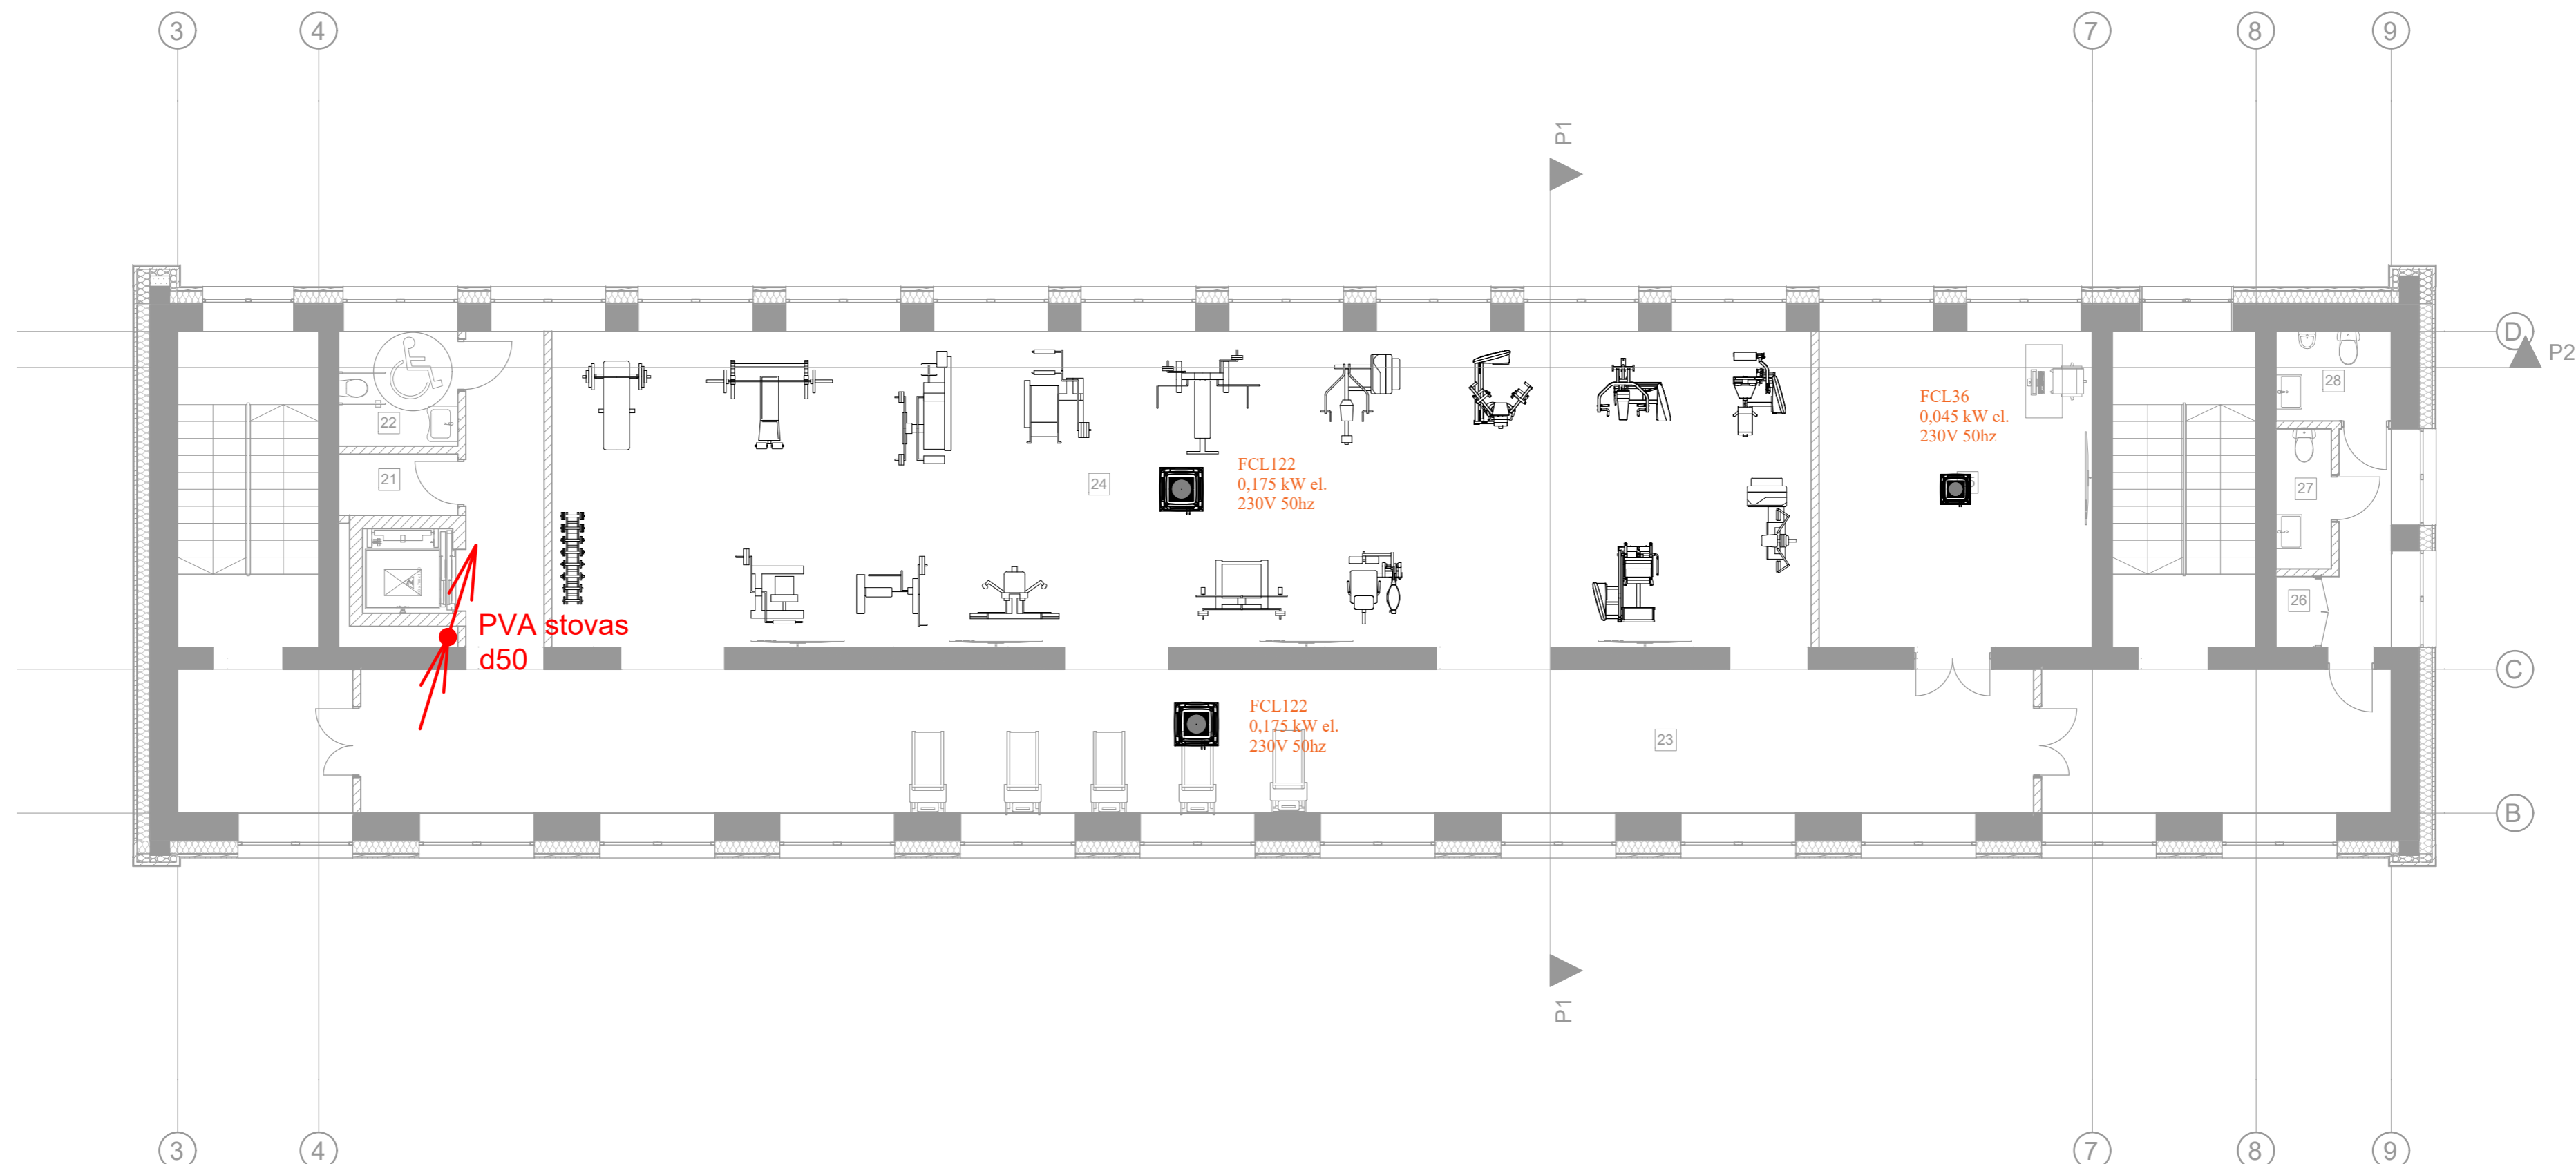 3
4
7
8
9
P1
D
P2
22
28
FCL36
0,045 kW el.
230V 50hz
21
24
FCL122
0,175 kW el.
230V 50hz
27
26
PVA stovas
d50
C
FCL122
0,175 kW el.
230V 50hz
23
B
P1
3
4
7
8
9